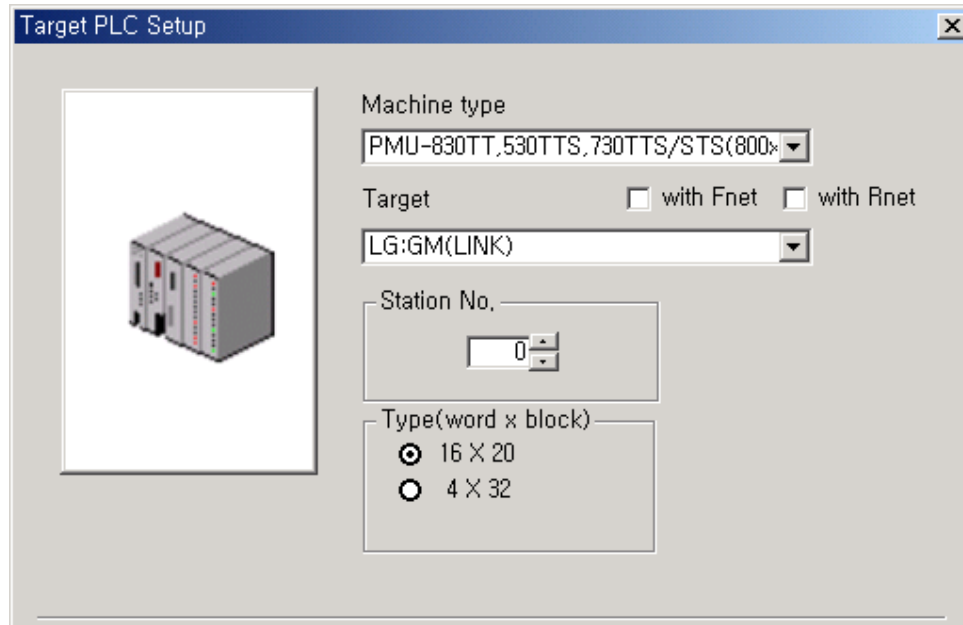 Target PLC Setup
Machine type
PMU-830TT,530TTS,730TTS/STS(800x
Target with Fnet with Rnet
LG:GM(LINK)
Station No.
0
Type(word x block)
16 X 20
4 X 32